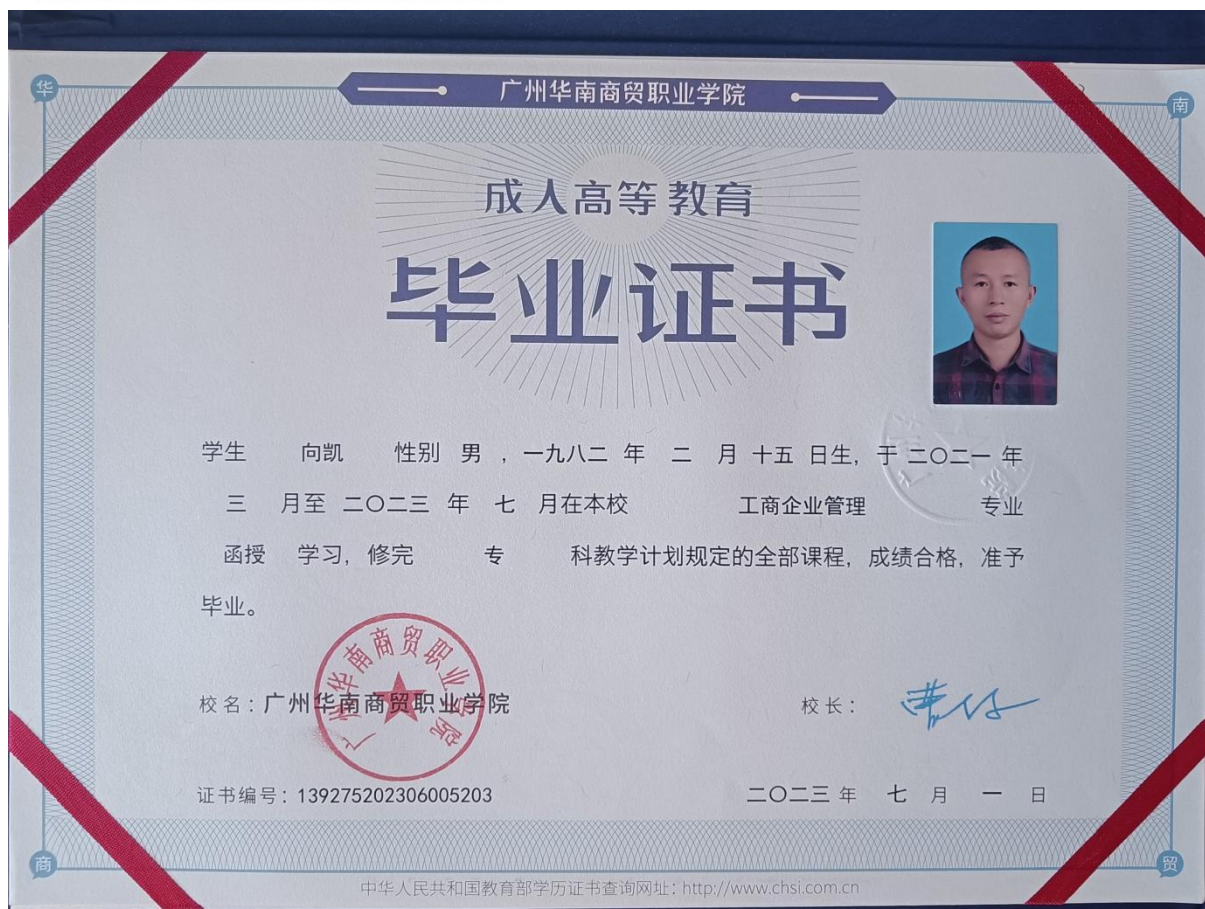 广州华南商贸职业学院
华
南
成人高等教育
毕业证书
学生 向凯 性别 男 , 一九八二 年 二 月 十五 日生, 于 二〇二一 年
三 月至 二〇二三 年 七 月在本校 工商企业管理 专业
函授 学习, 修完 专 科教学计划规定的全部课程, 成绩合格, 准予
毕业。
广州华南商贸职业学院
校名：广州华南商贸职业学院
校长：
证书编号：139275202306005203
二〇二三 年 七 月 一 日
商
贸
中华人民共和国教育部学历证书查询网址：http://www.chsi.com.cn